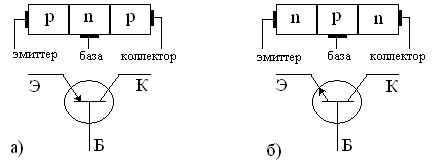 p n p
эмиттер база коллектор
Э К
Б
а)
n p n
эмиттер база коллектор
Э К
Б
б)